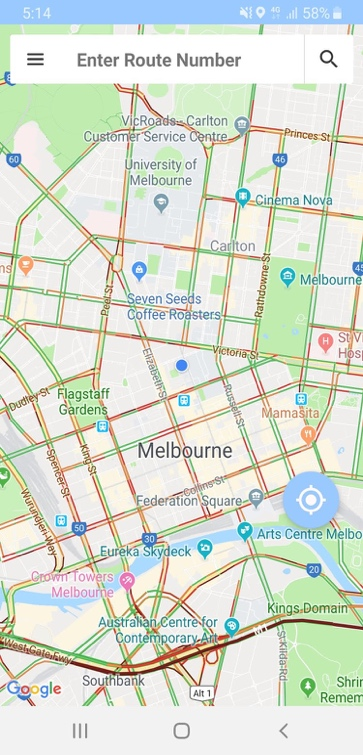 5:14
4G
58%
Enter Route Number
VicRoads - Carlton
Customer Service Centre
Princes St
60
46
University of
Melbourne
Cinema Nova
Carlton
ms
Rathdowne St
45
Melbourne
Peel St
Seven Seeds
Coffee Roasters
St Vi
Hosp
Victoria St
Elizabeth St
Russell St
Dudley St
Flagstaff
Gardens
Mamasita
King St
Melbourne
Spencer St
Collins St
Wurundjeri Way
Federation Square
50
30
Arts Centre Melbo
Eureka Skydeck
20
Crown Towers
Melbourne
Kings Domain
Australian Centre for
Contemporary Art
M1
St Kilda Rd
West Gate Fwy
Southbank
Alt 1
Shrin
Remem
Google